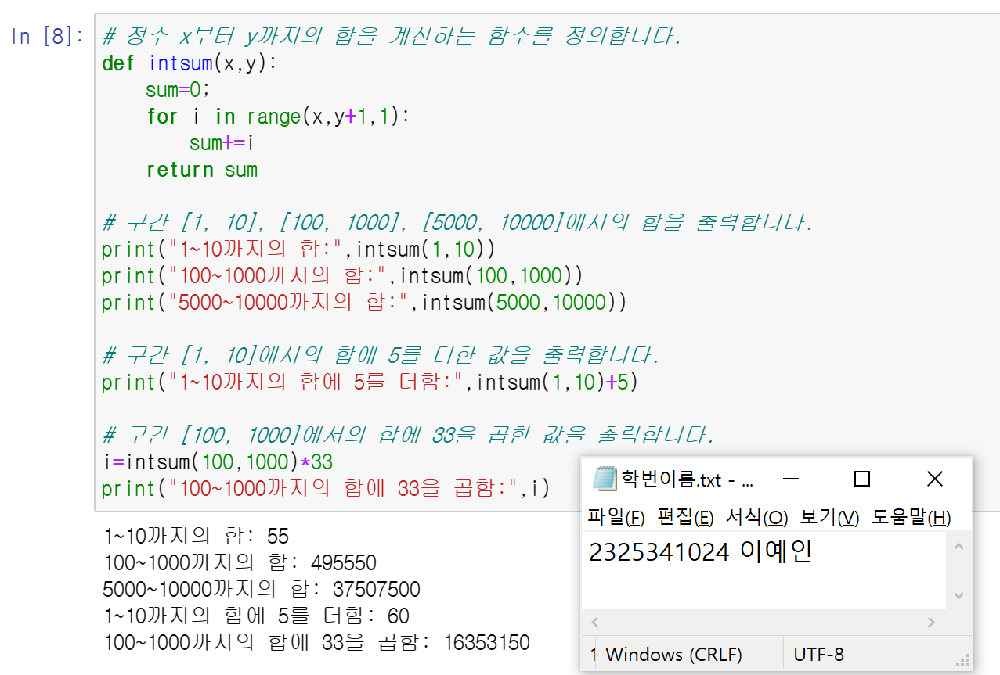 In [8]:
# 정수 x부터 y까지의 합을 계산하는 함수를 정의합니다.
def intsum(x,y):
    sum=0;
    for i in range(x,y+1,1):
        sum+=i
    return sum
# 구간 [1, 10], [100, 1000], [5000, 10000]에서의 합을 출력합니다.
print("1~10까지의 합:",intsum(1,10))
print("100~1000까지의 합:",intsum(100,1000))
print("5000~10000까지의 합:",intsum(5000,10000))
# 구간 [1, 10]에서의 합에 5를 더한 값을 출력합니다.
print("1~10까지의 합에 5를 더함:",intsum(1,10)+5)
# 구간 [100, 1000]에서의 합에 33을 곱한 값을 출력합니다.
i=intsum(100,1000)*33
print("100~1000까지의 합에 33을 곱함:",i)
1~10까지의 합: 55
100~1000까지의 합: 495550
5000~10000까지의 합: 37507500
1~10까지의 합에 5를 더함: 60
100~1000까지의 합에 33을 곱함: 16353150
학번이름.txt - ...
파일(F) 편집(E) 서식(O) 보기(V) 도움말(H)
2325341024 이예인
1 Windows (CRLF) UTF-8